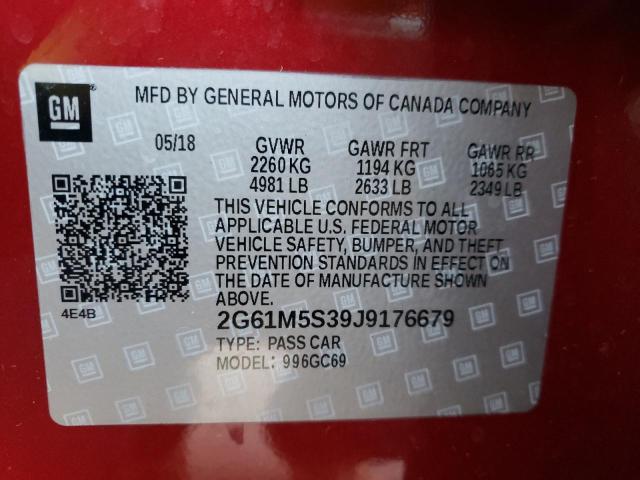 GM
MFD BY GENERAL MOTORS OF CANADA COMPANY
05/18 GVWR GAWR FRT GAWR RR
2260 KG 1194 KG 1065 KG
4981 LB 2633 LB 2349 LB
THIS VEHICLE CONFORMS TO ALL
APPLICABLE U.S. FEDERAL MOTOR
VEHICLE SAFETY, BUMPER, AND THEFT
PREVENTION STANDARDS IN EFFECT ON
THE DATE OF MANUFACTURE SHOWN
ABOVE.
4E4B
2G61M5S39J9176679
TYPE: PASS CAR
MODEL: 996GC69